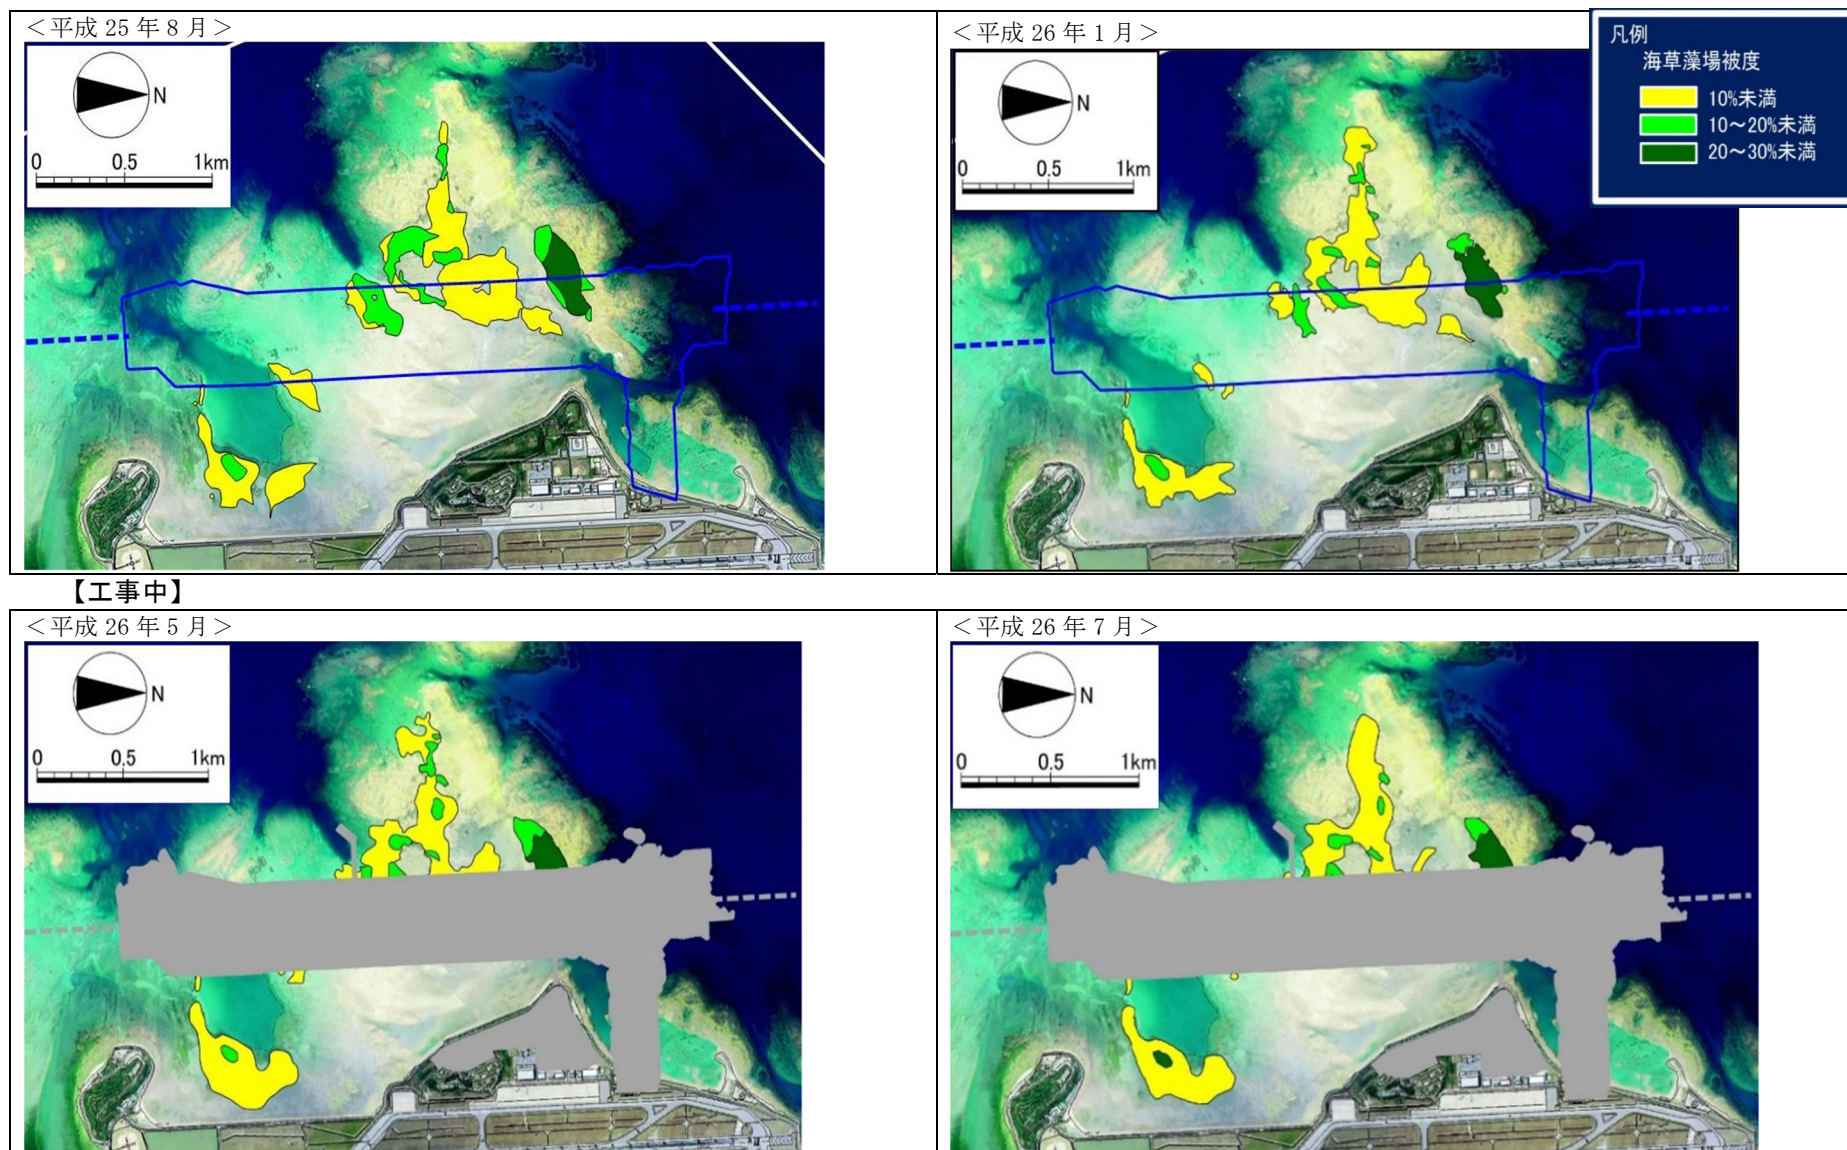 ＜平成 25 年 8 月＞
N
0 0.5 1km
＜平成 26 年 1 月＞
N
0 0.5 1km
凡例
海草藻場被度
10%未満
10～20%未満
20～30%未満
【工事中】
＜平成 26 年 5 月＞
N
0 0.5 1km
＜平成 26 年 7 月＞
N
0 0.5 1km